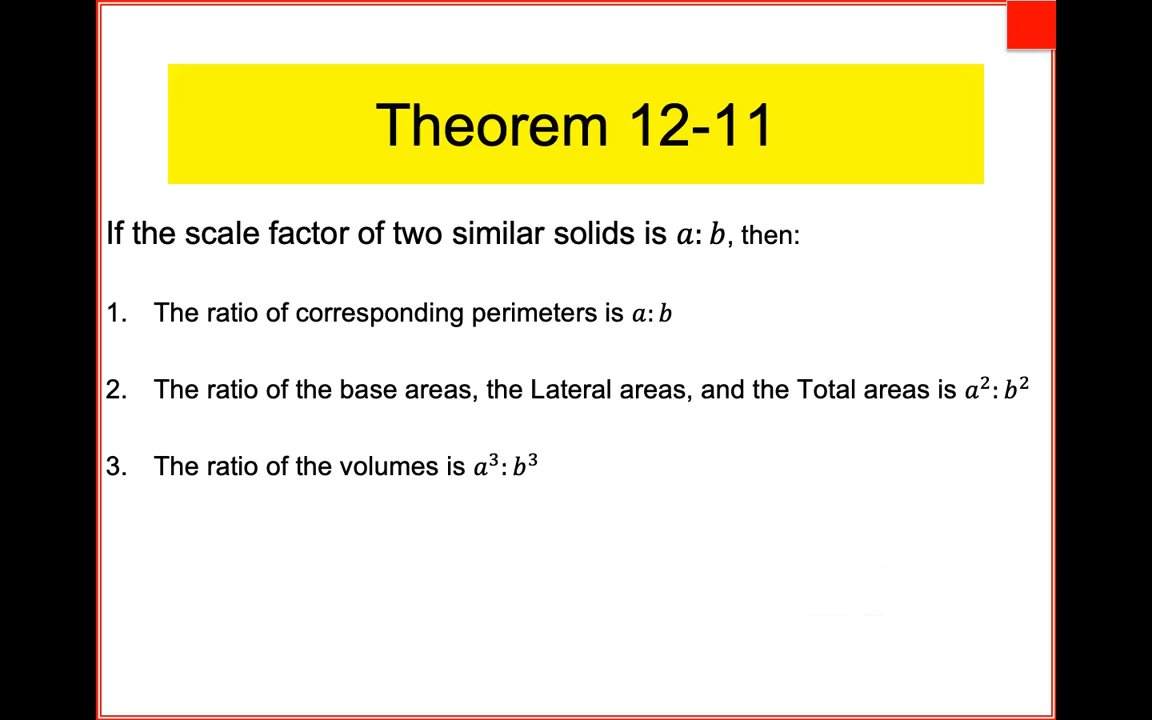 Theorem 12-11
If the scale factor of two similar solids is a: b, then:
1. The ratio of corresponding perimeters is a: b
2. The ratio of the base areas, the Lateral areas, and the Total areas is a²: b²
3. The ratio of the volumes is a³: b³